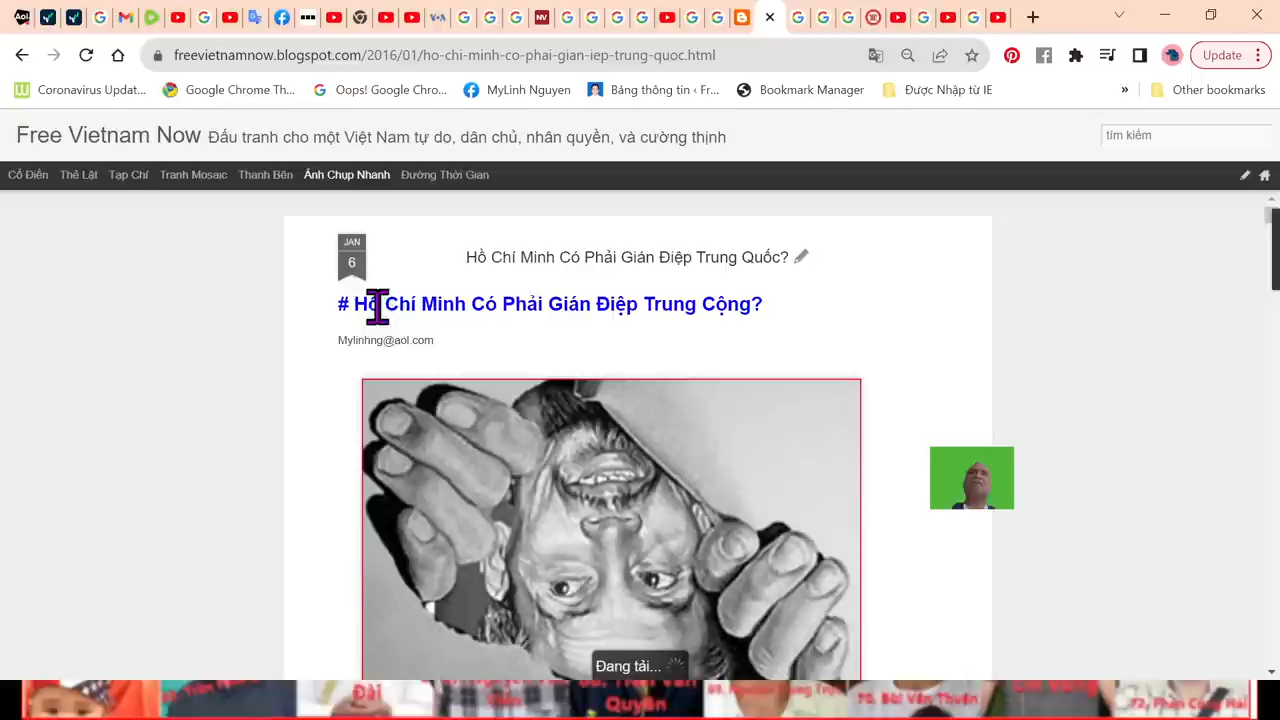 freevietnamnow.blogspot.com/2016/01/ho-chi-minh-co-phai-gian-iep-trung-quoc.html
Update
Coronavirus Updat...
Google Chrome Th...
Oops! Google Chro...
MyLinh Nguyen
Bảng thông tin ‹ Fr...
Bookmark Manager
Được Nhập từ IE
»
Other bookmarks
Free Vietnam Now Đấu tranh cho một Việt Nam tự do, dân chủ, nhân quyền, và cường thịnh
tìm kiếm
Cổ Điển Thẻ Lật Tạp Chí Tranh Mosaic Thanh Bên Ảnh Chụp Nhanh Đường Thời Gian
JAN
6
Hồ Chí Minh Có Phải Gián Điệp Trung Quốc?
# Hồ Chí Minh Có Phải Gián Điệp Trung Cộng?
Mylinhng@aol.com
Đang tải...
Đài
Quyền
70. Bùi Văn Thuận